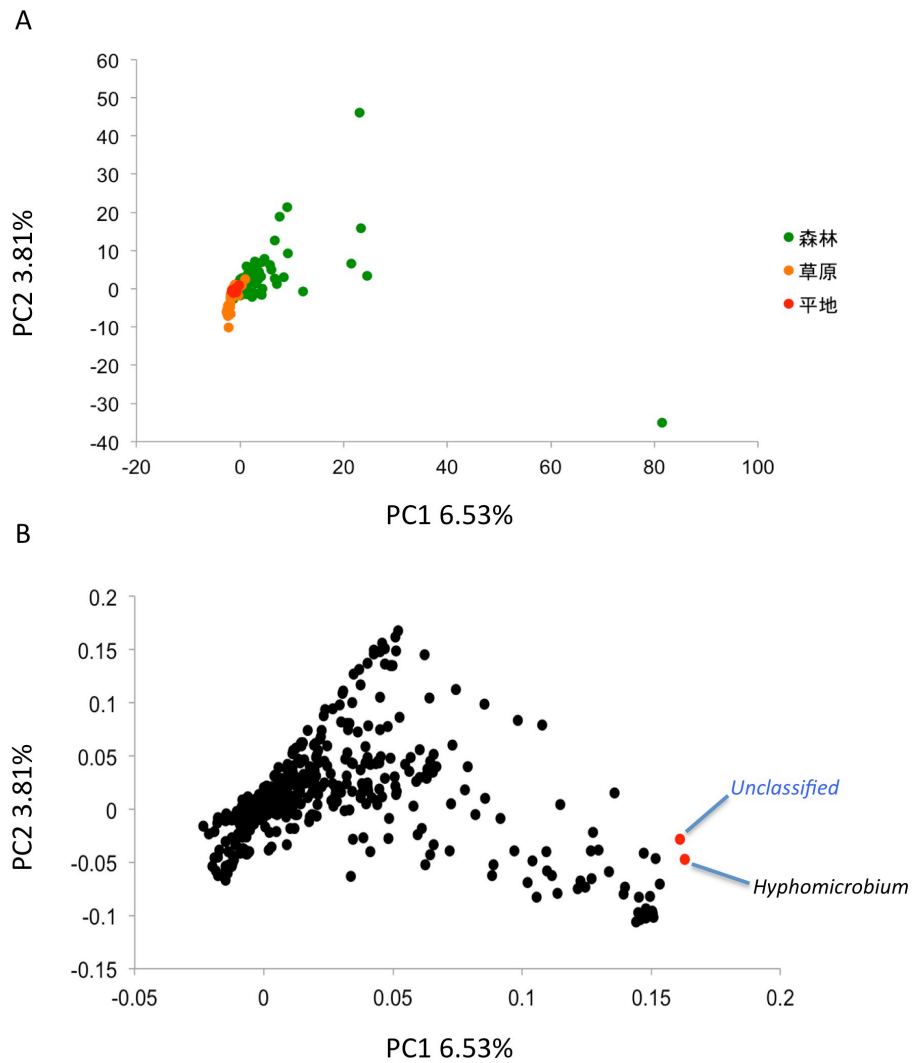 A
60
50
40
30
20
10
0
-10
-20
-30
-40
PC2 3.81%
-20 0 20 40 60 80 100
PC1 6.53%
森林
草原
平地
B
0.2
0.15
0.1
0.05
0
-0.05
-0.1
-0.15
PC2 3.81%
Unclassified
Hyphomicrobium
-0.05 0 0.05 0.1 0.15 0.2
PC1 6.53%